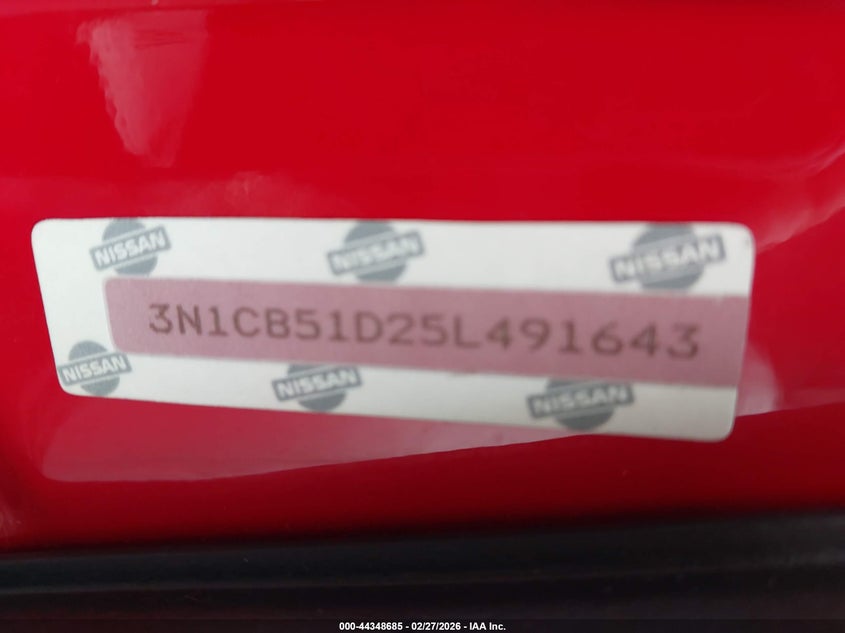 NISSAN NISSAN NISSAN
3N1CB51D25L491643
NISSAN NISSAN NISSAN
000-44348685 - 02/27/2026 - IAA Inc.